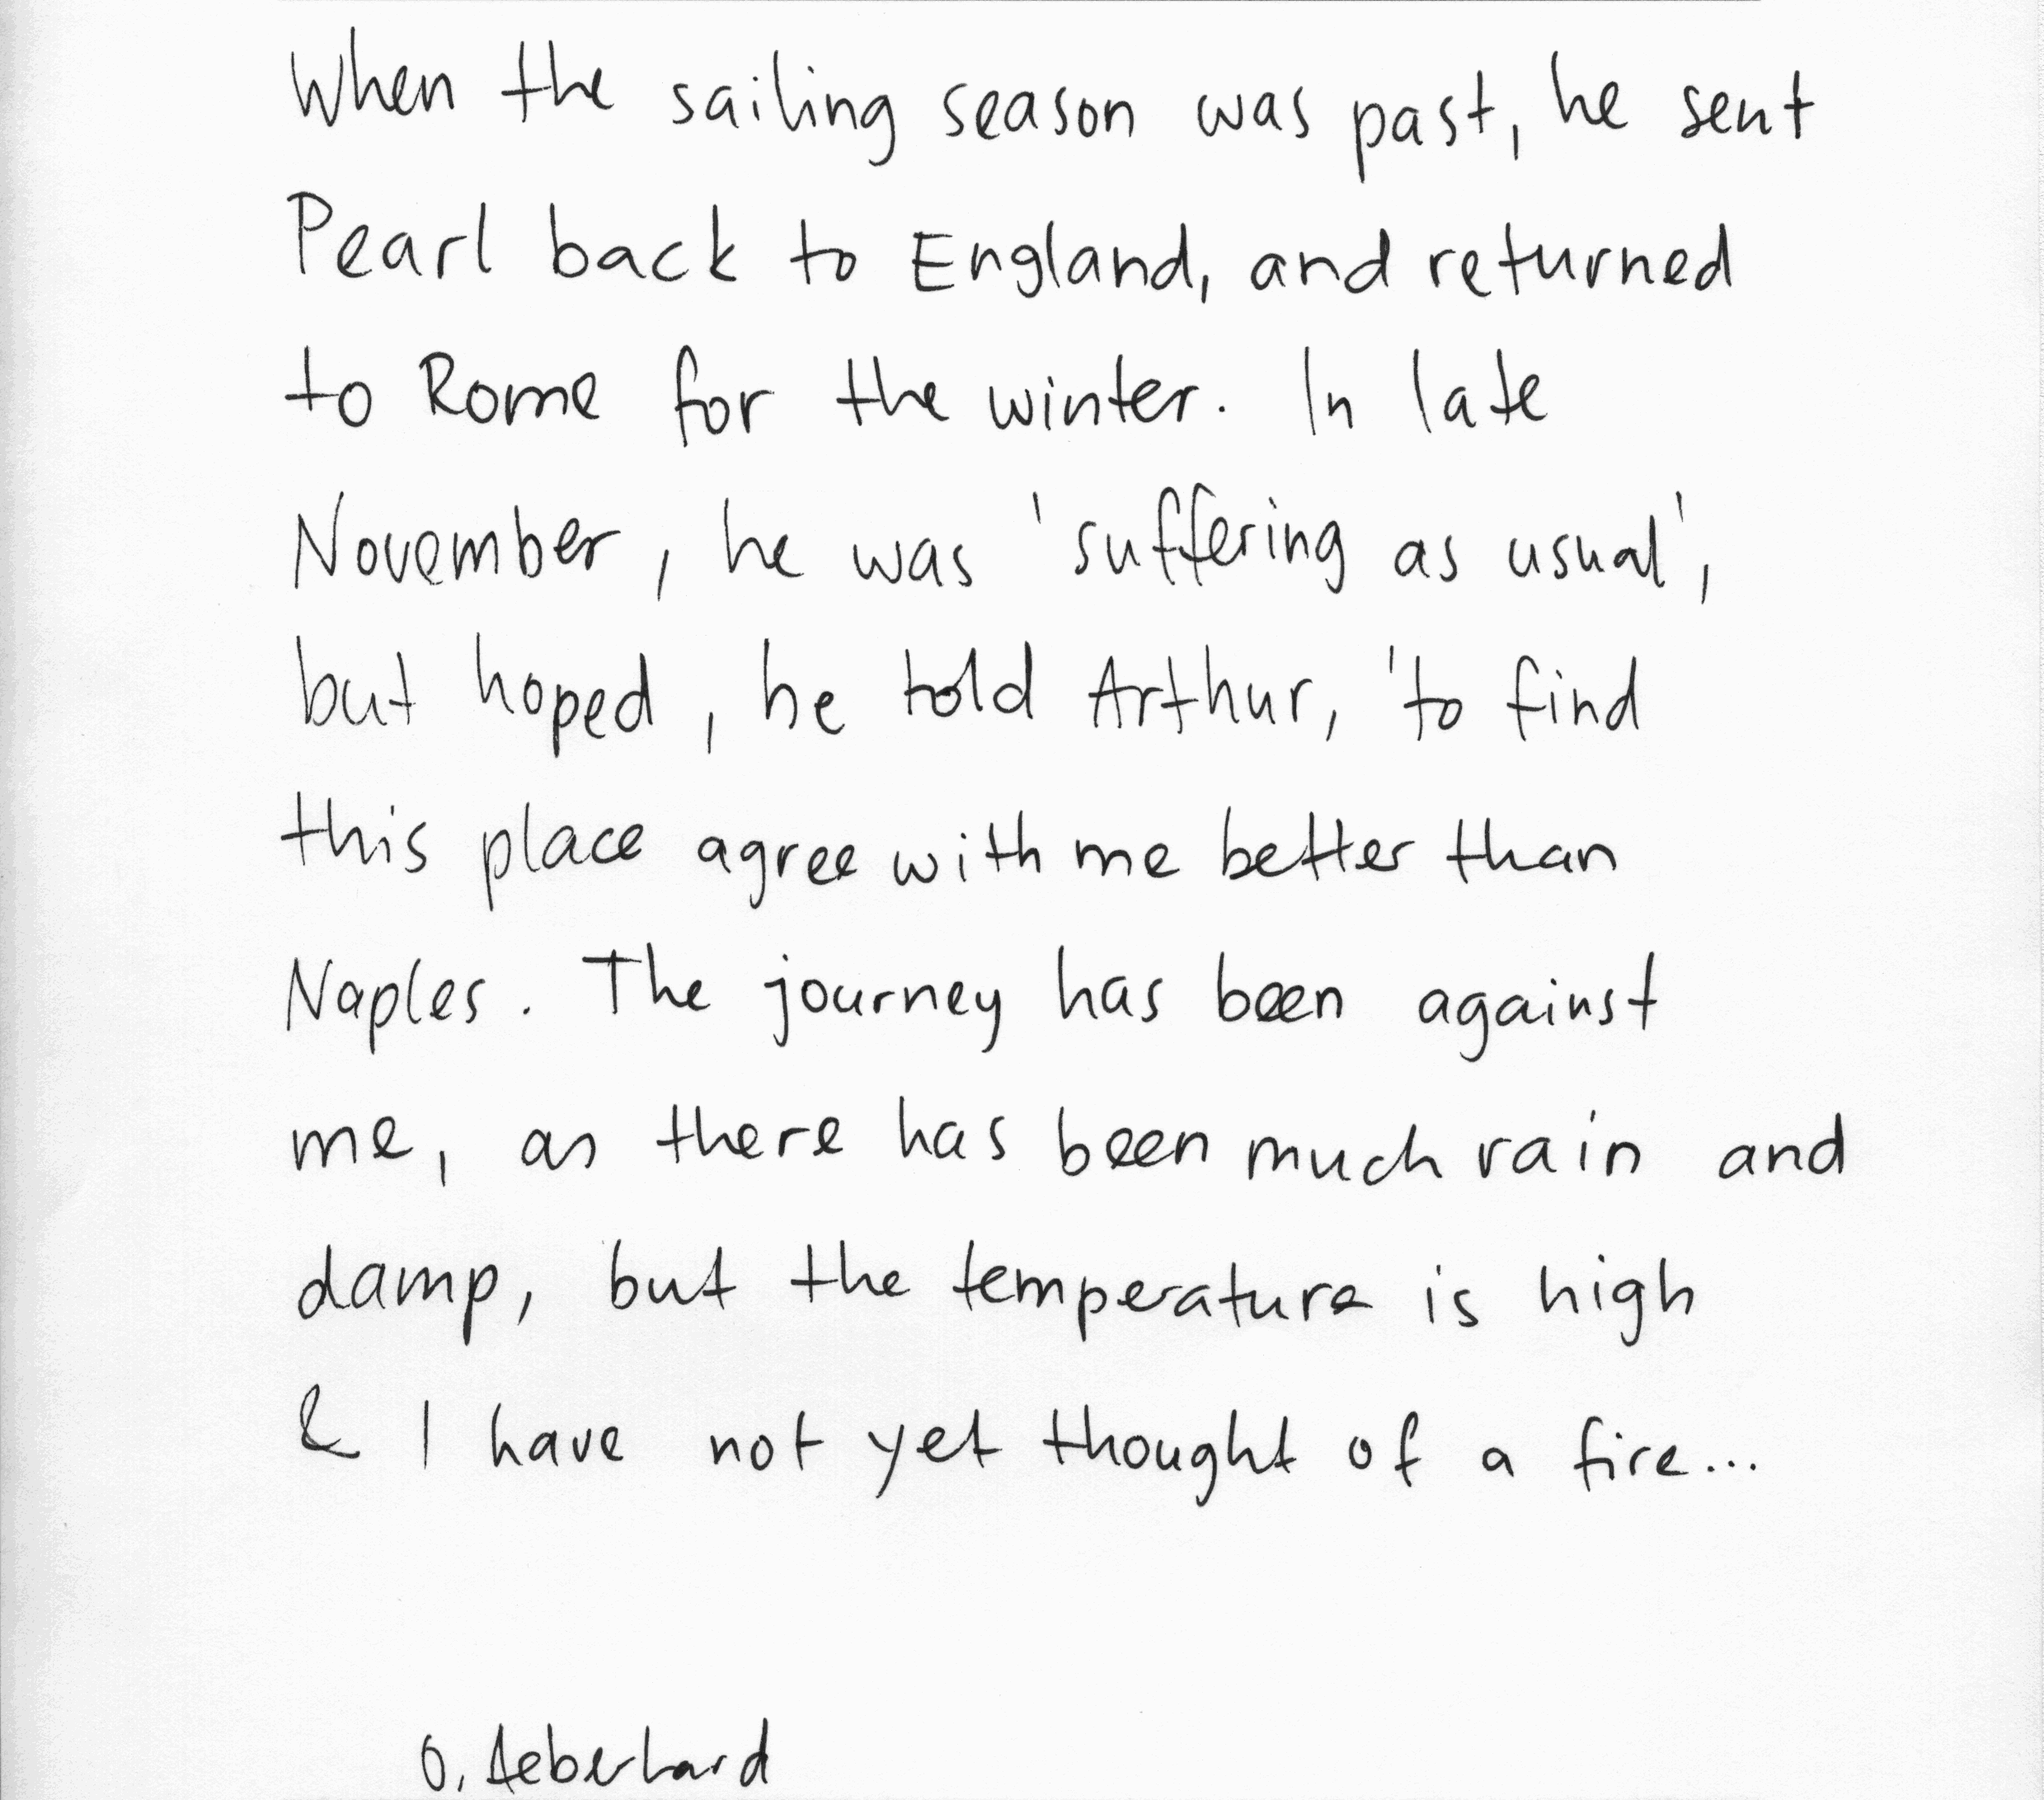 When the sailing season was past, he sent
Pearl back to England, and returned
to Rome for the winter. In late
November, he was 'suffering as usual',
but hoped, he told Arthur, 'to find
this place agree with me better than
Naples. The journey has been against
me, as there has been much rain and
damp, but the temperature is high
& I have not yet thought of a fire...
O. Aeberhard